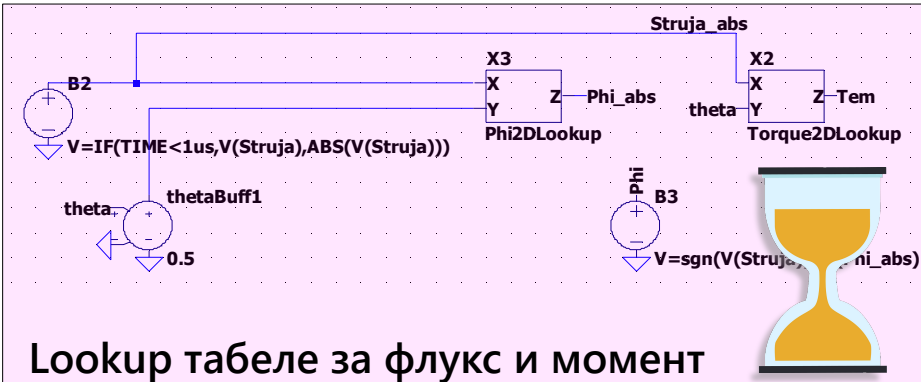 Struja_abs
X3
X2
B2
X
Y
Z
Phi_abs
X
theta
Y
Z
Tem
Phi2DLookup
Torque2DLookup
V=IF(TIME<1us,V(Struja),ABS(V(Struja)))
thetaBuff1
theta
Phi
B3
0.5
V=sgn(V(Struja)
hi_abs)
Lookup табеле за флукс и момент